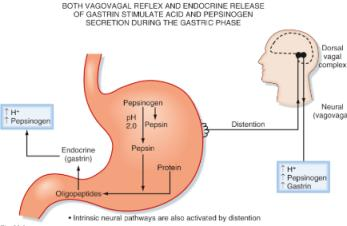 BOTH VAGOVAGAL REFLEX AND ENDOCRINE RELEASE
OF GASTRIN STIMULATE ACID AND PEPSINOGEN
SECRETION DURING THE GASTRIC PHASE
Dorsal
vagal
complex
Neural
(vagovaga
Pepsinogen
pH
2.0
Pepsin
Pepsin
Protein
Oligopeptides
Distention
Endocrine
(gastrin)
↑ H+
↑ Pepsinogen
↑ H+
↑ Pepsinogen
↑ Gastrin
• Intrinsic neural pathways are also activated by distention